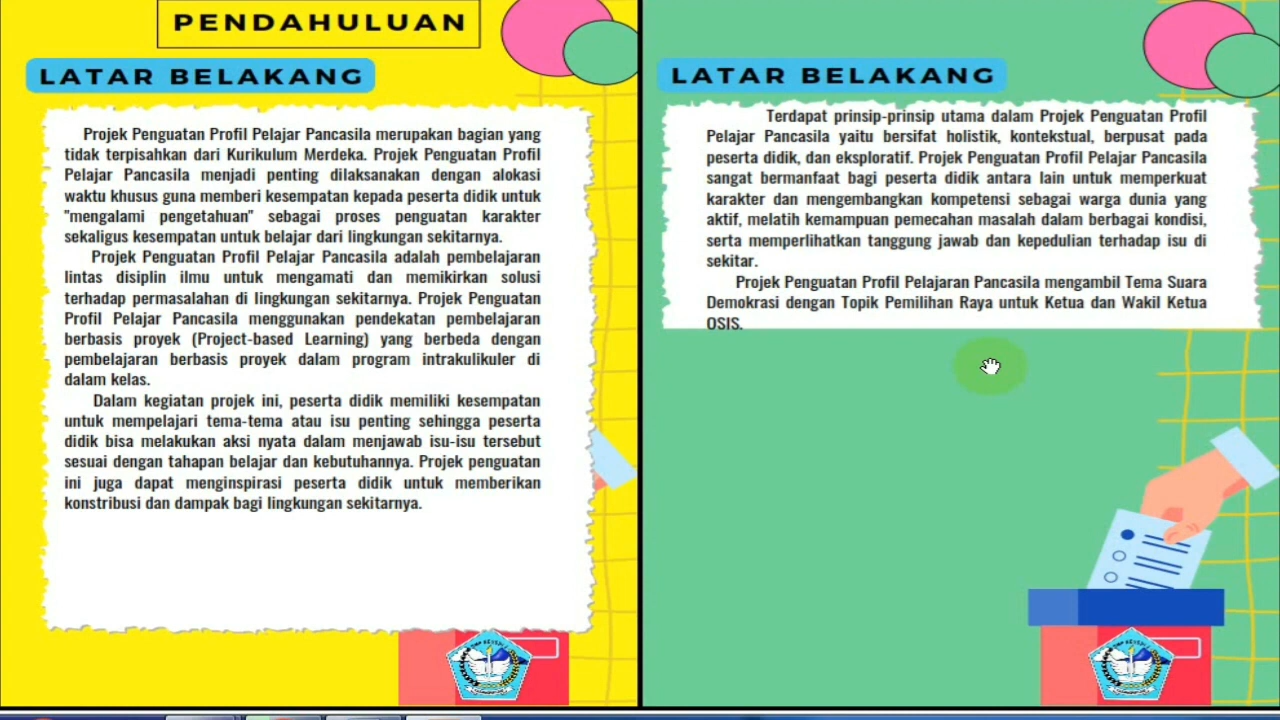 PENDAHULUAN
LATAR BELAKANG
Projek Penguatan Profil Pelajar Pancasila merupakan bagian yang
tidak terpisahkan dari Kurikulum Merdeka. Projek Penguatan Profil
Pelajar Pancasila menjadi penting dilaksanakan dengan alokasi
waktu khusus guna memberi kesempatan kepada peserta didik untuk
"mengalami pengetahuan" sebagai proses penguatan karakter
sekaligus kesempatan untuk belajar dari lingkungan sekitarnya.
Projek Penguatan Profil Pelajar Pancasila adalah pembelajaran
lintas disiplin ilmu untuk mengamati dan memikirkan solusi
terhadap permasalahan di lingkungan sekitarnya. Projek Penguatan
Profil Pelajar Pancasila menggunakan pendekatan pembelajaran
berbasis proyek (Project-based Learning) yang berbeda dengan
pembelajaran berbasis proyek dalam program intrakulikuler di
dalam kelas.
Dalam kegiatan projek ini, peserta didik memiliki kesempatan
untuk mempelajari tema-tema atau isu penting sehingga peserta
didik bisa melakukan aksi nyata dalam menjawab isu-isu tersebut
sesuai dengan tahapan belajar dan kebutuhannya. Projek penguatan
ini juga dapat menginspirasi peserta didik untuk memberikan
konstribusi dan dampak bagi lingkungan sekitarnya.
LATAR BELAKANG
Terdapat prinsip-prinsip utama dalam Projek Penguatan Profil
Pelajar Pancasila yaitu bersifat holistik, kontekstual, berpusat pada
peserta didik, dan eksploratif. Projek Penguatan Profil Pelajar Pancasila
sangat bermanfaat bagi peserta didik antara lain untuk memperkuat
karakter dan mengembangkan kompetensi sebagai warga dunia yang
aktif, melatih kemampuan pemecahan masalah dalam berbagai kondisi,
serta memperlihatkan tanggung jawab dan kepedulian terhadap isu di
sekitar.
Projek Penguatan Profil Pelajaran Pancasila mengambil Tema Suara
Demokrasi dengan Topik Pemilihan Raya untuk Ketua dan Wakil Ketua
OSIS.